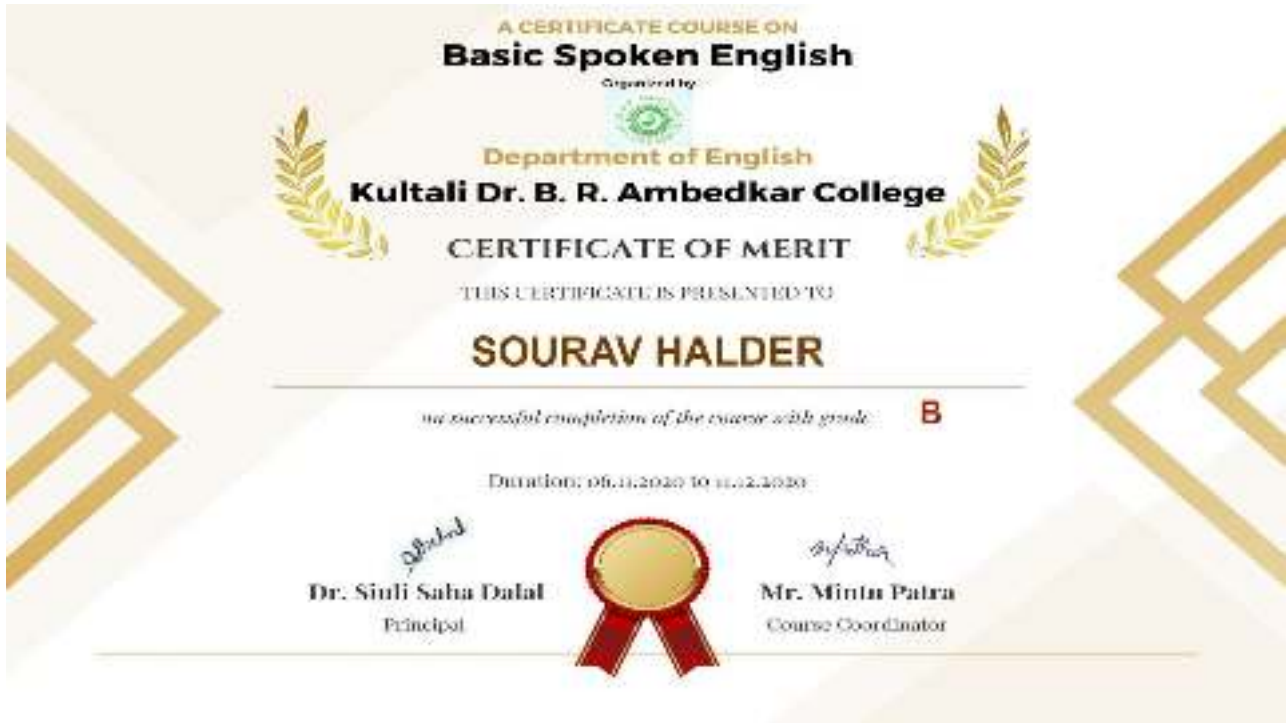 A CERTIFICATE COURSE ON
Basic Spoken English
Organized by
Department of English
Kultali Dr. B. R. Ambedkar College
CERTIFICATE OF MERIT
THIS CERTIFICATE IS PRESENTED TO
SOURAV HALDER
on successful completion of the course with grade B
Duration: 06.11.2020 to 11.12.2020
Dr. Siuli Saha Dalal
Principal
Mr. Mintu Patra
Course Coordinator